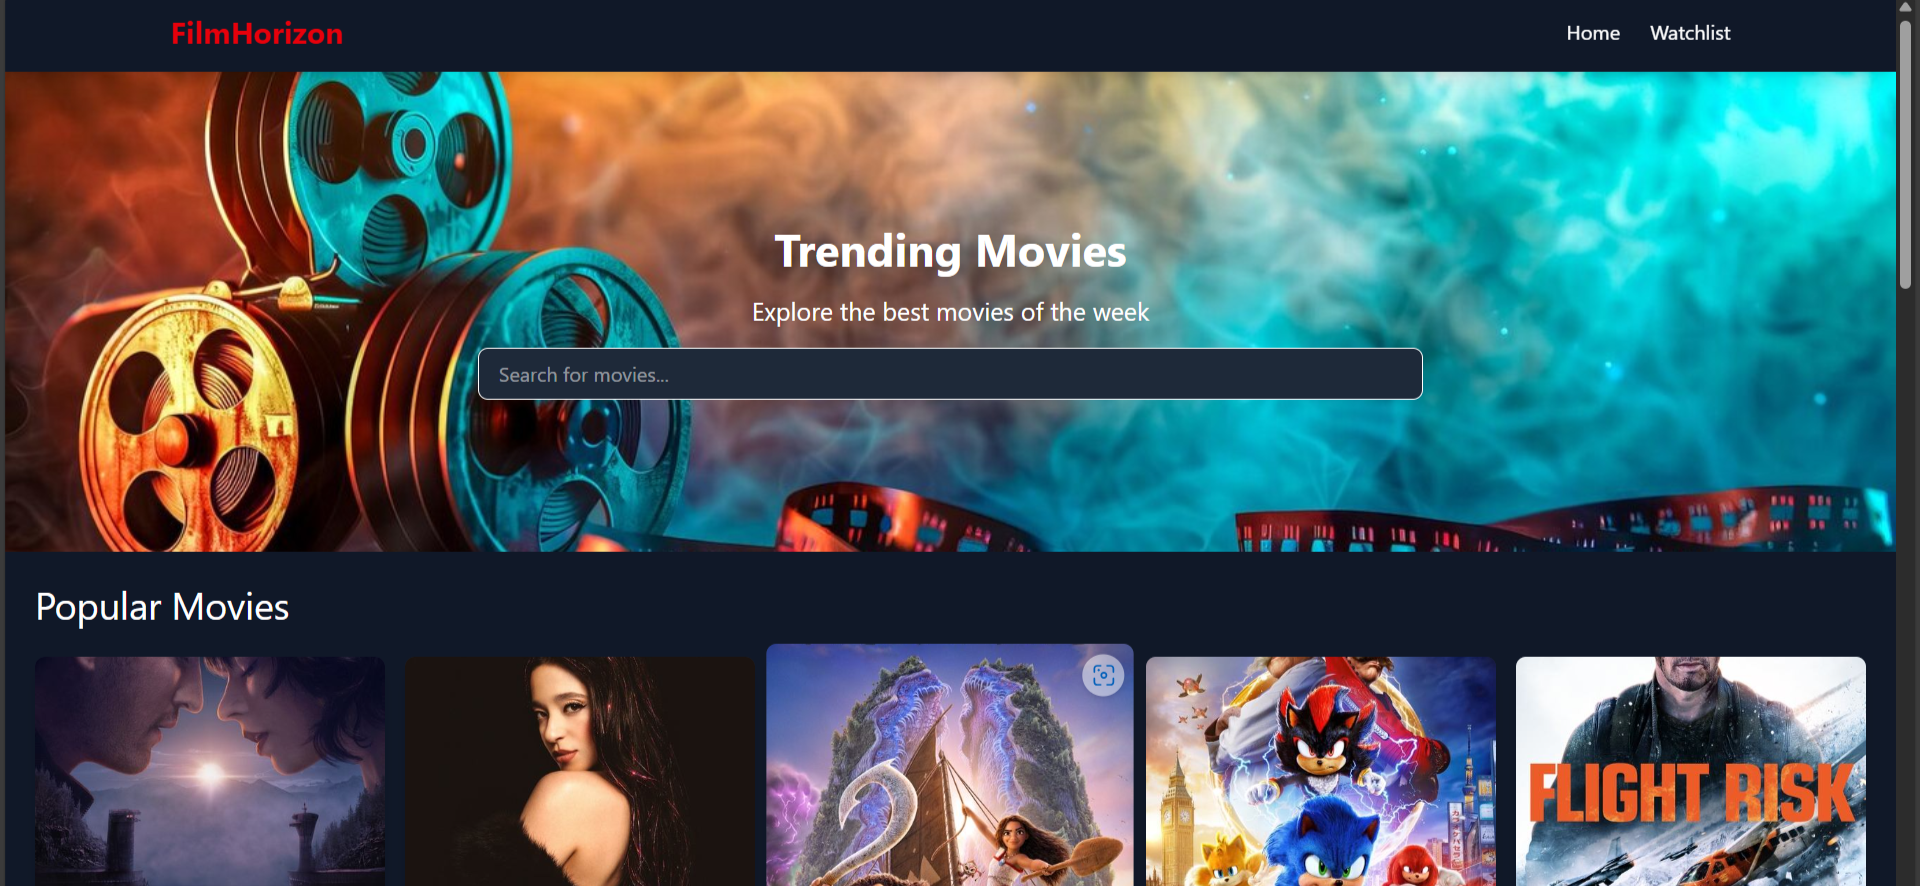 FilmHorizon
Home
Watchlist
Trending Movies
Explore the best movies of the week
Search for movies...
Popular Movies
2
FLIGHT RISK